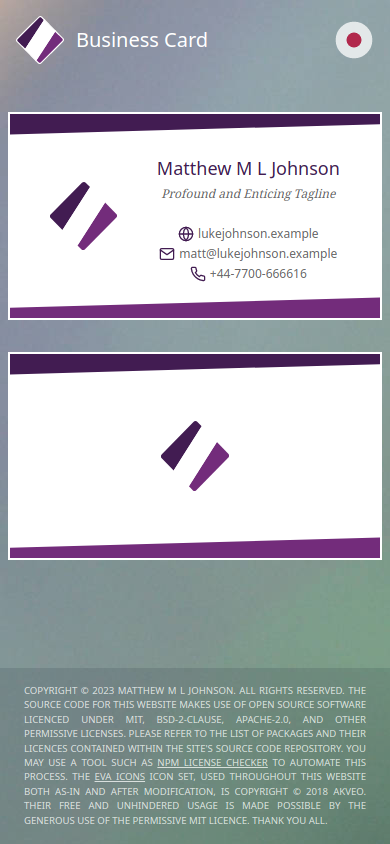 Business Card
Matthew M L Johnson
Profound and Enticing Tagline
lukejohnson.example
matt@lukejohnson.example
+44-7700-666616
COPYRIGHT © 2023 MATTHEW M L JOHNSON. ALL RIGHTS RESERVED. THE
SOURCE CODE FOR THIS WEBSITE MAKES USE OF OPEN SOURCE SOFTWARE
LICENCED UNDER MIT, BSD-2-CLAUSE, APACHE-2.0, AND OTHER
PERMISSIVE LICENSES. PLEASE REFER TO THE LIST OF PACKAGES AND THEIR
LICENCES CONTAINED WITHIN THE SITE'S SOURCE CODE REPOSITORY. YOU
MAY USE A TOOL SUCH AS NPM LICENSE CHECKER TO AUTOMATE THIS
PROCESS. THE EVA ICONS ICON SET, USED THROUGHOUT THIS WEBSITE
BOTH AS-IN AND AFTER MODIFICATION, IS COPYRIGHT © 2018 AKVEO.
THEIR FREE AND UNHINDERED USAGE IS MADE POSSIBLE BY THE
GENEROUS USE OF THE PERMISSIVE MIT LICENCE. THANK YOU ALL.